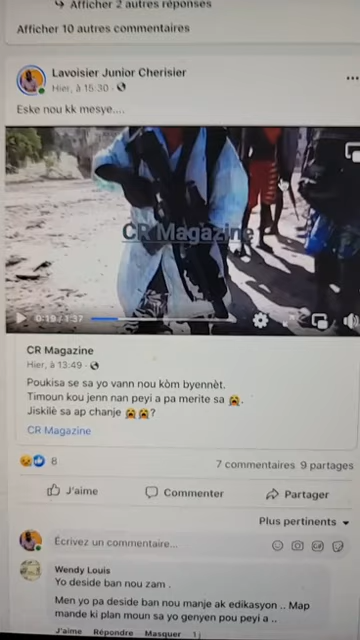 Afficher 2 autres réponses
Afficher 10 autres commentaires
Lavoisier Junior Cherisier
Hier, à 15:30 ·
Eske nou kk mesye....
CR Magazine
0:19 / 1:37
CR Magazine
Hier, à 13:49 ·
Poukisa se sa yo vann nou kòm byennèt.
Timoun kou jenn nan peyi a pa merite sa 😭.
Jiskilè sa ap chanje 😭😭?
CR Magazine
8
7 commentaires 9 partages
J'aime
Commenter
Partager
Plus pertinents
Écrivez un commentaire...
Wendy Louis
Yo deside ban nou zam .
Men yo pa deside ban nou manje ak edikasyon .. Map
mande ki plan moun sa yo genyen pou peyi a ..
J'aime Répondre Masquer 1 j